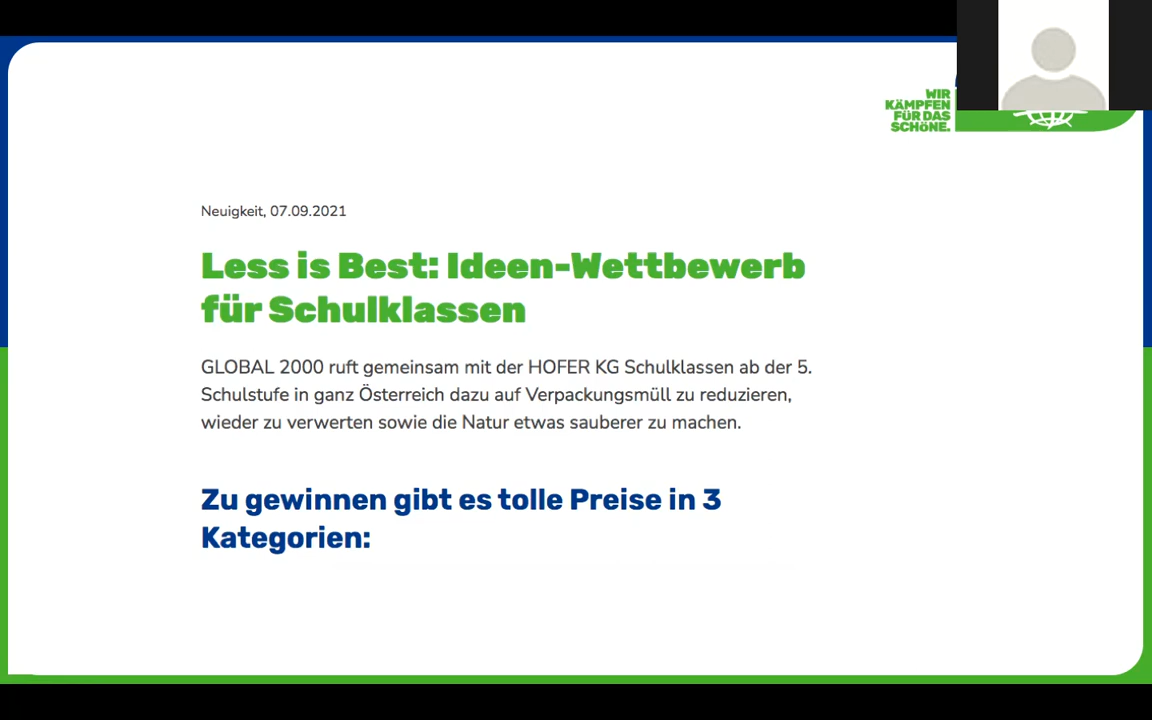 WIR
KÄMPFEN
FÜR DAS
SCHÖNE.
Neuigkeit, 07.09.2021
Less is Best: Ideen-Wettbewerb
für Schulklassen
GLOBAL 2000 ruft gemeinsam mit der HOFER KG Schulklassen ab der 5.
Schulstufe in ganz Österreich dazu auf Verpackungsmüll zu reduzieren,
wieder zu verwerten sowie die Natur etwas sauberer zu machen.
Zu gewinnen gibt es tolle Preise in 3
Kategorien: